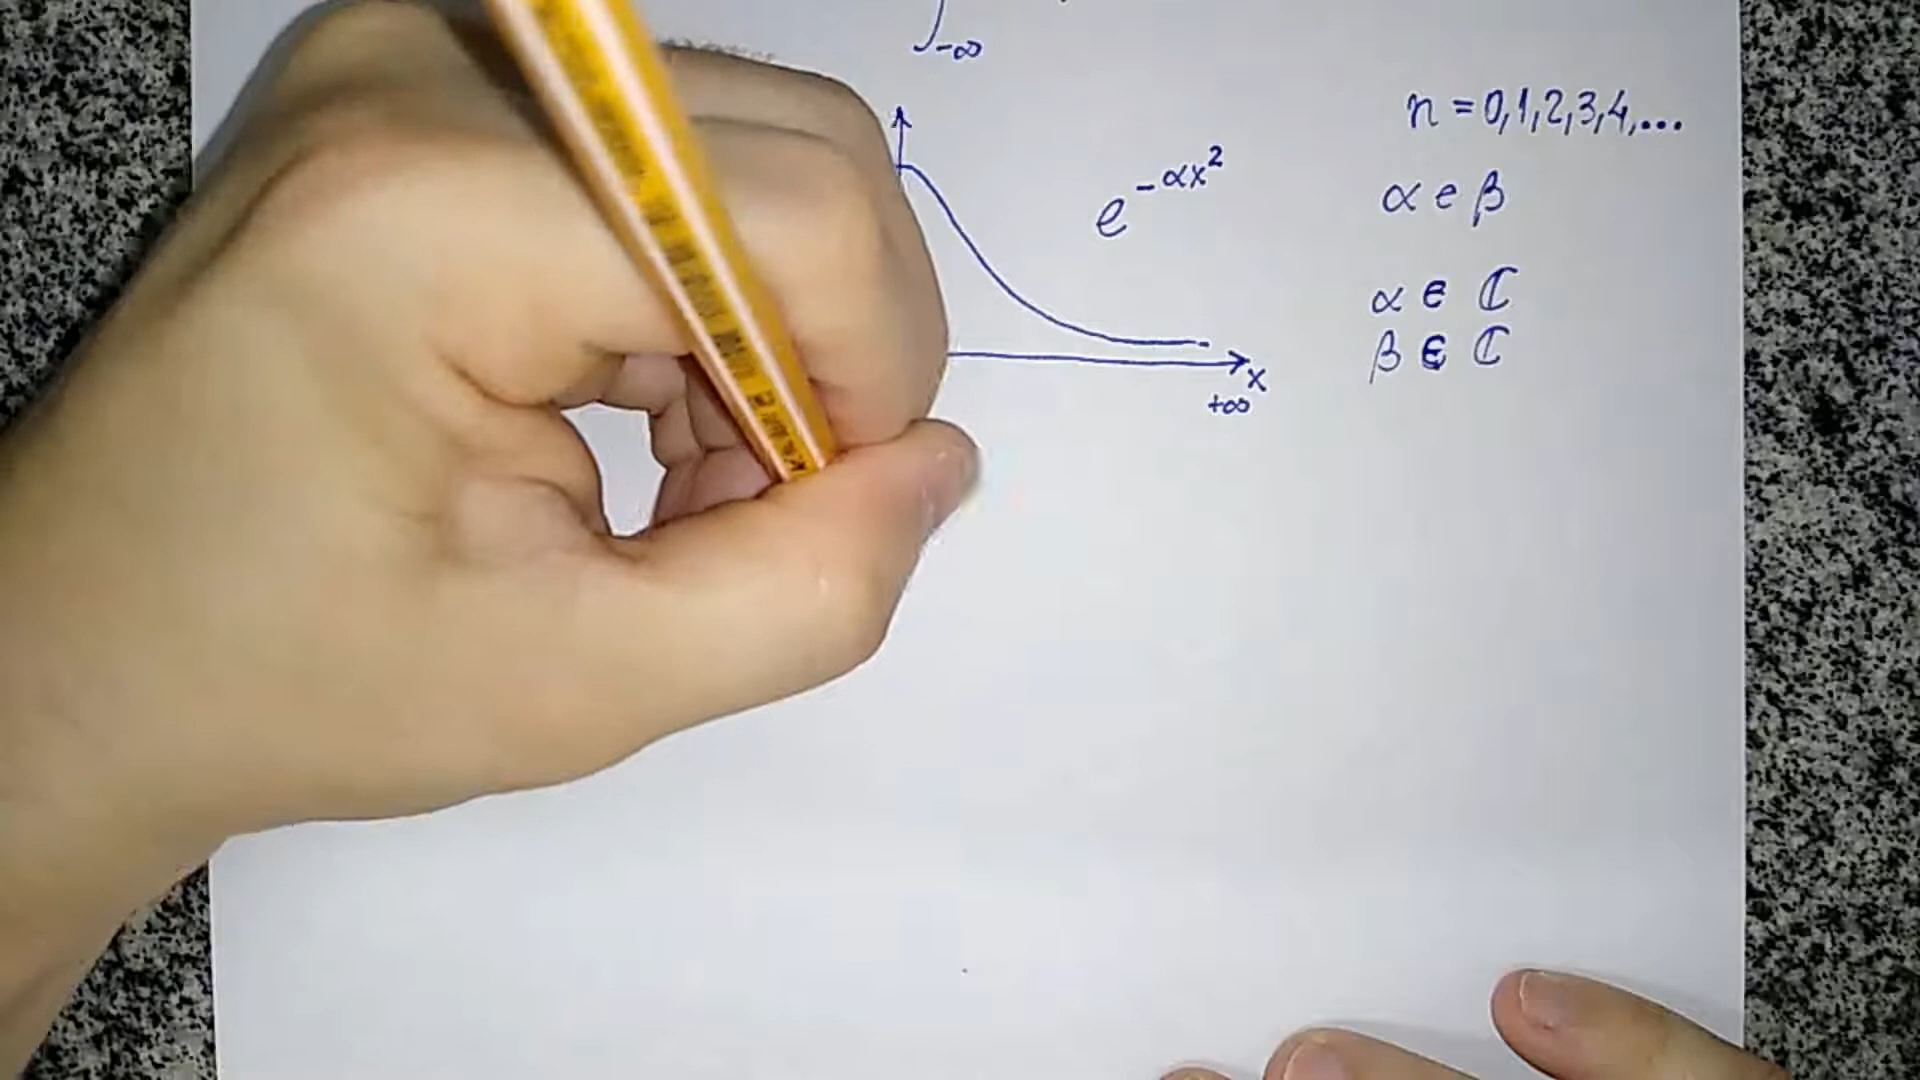 ∫-∞
n = 0,1,2,3,4,...
e^{-αx²}
α e β
α ∈ ℂ
β ∈ ℂ
x
+∞